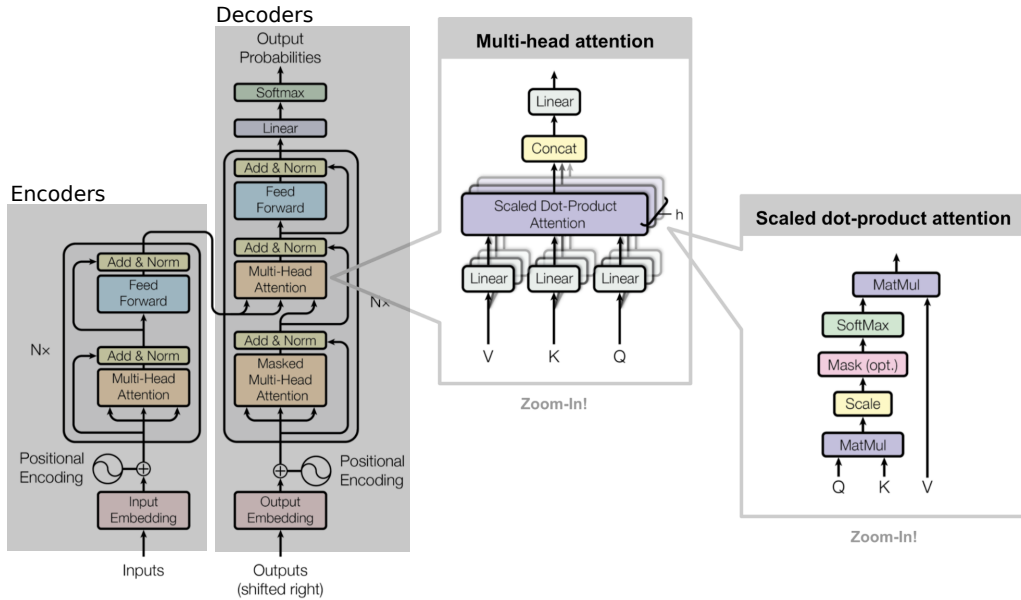 Encoders
Add & Norm
Feed
Forward
Nx
Add & Norm
Multi-Head
Attention
Positional
Encoding
Input
Embedding
Inputs
Decoders
Output
Probabilities
Softmax
Linear
Add & Norm
Feed
Forward
Add & Norm
Multi-Head
Attention
Nx
Add & Norm
Masked
Multi-Head
Attention
Positional
Encoding
Output
Embedding
Outputs
(shifted right)
Multi-head attention
Linear
Concat
Scaled Dot-Product
Attention
h
Linear
Linear
Linear
V
K
Q
Zoom-In!
Scaled dot-product attention
MatMul
SoftMax
Mask (opt.)
Scale
MatMul
Q
K
V
Zoom-In!